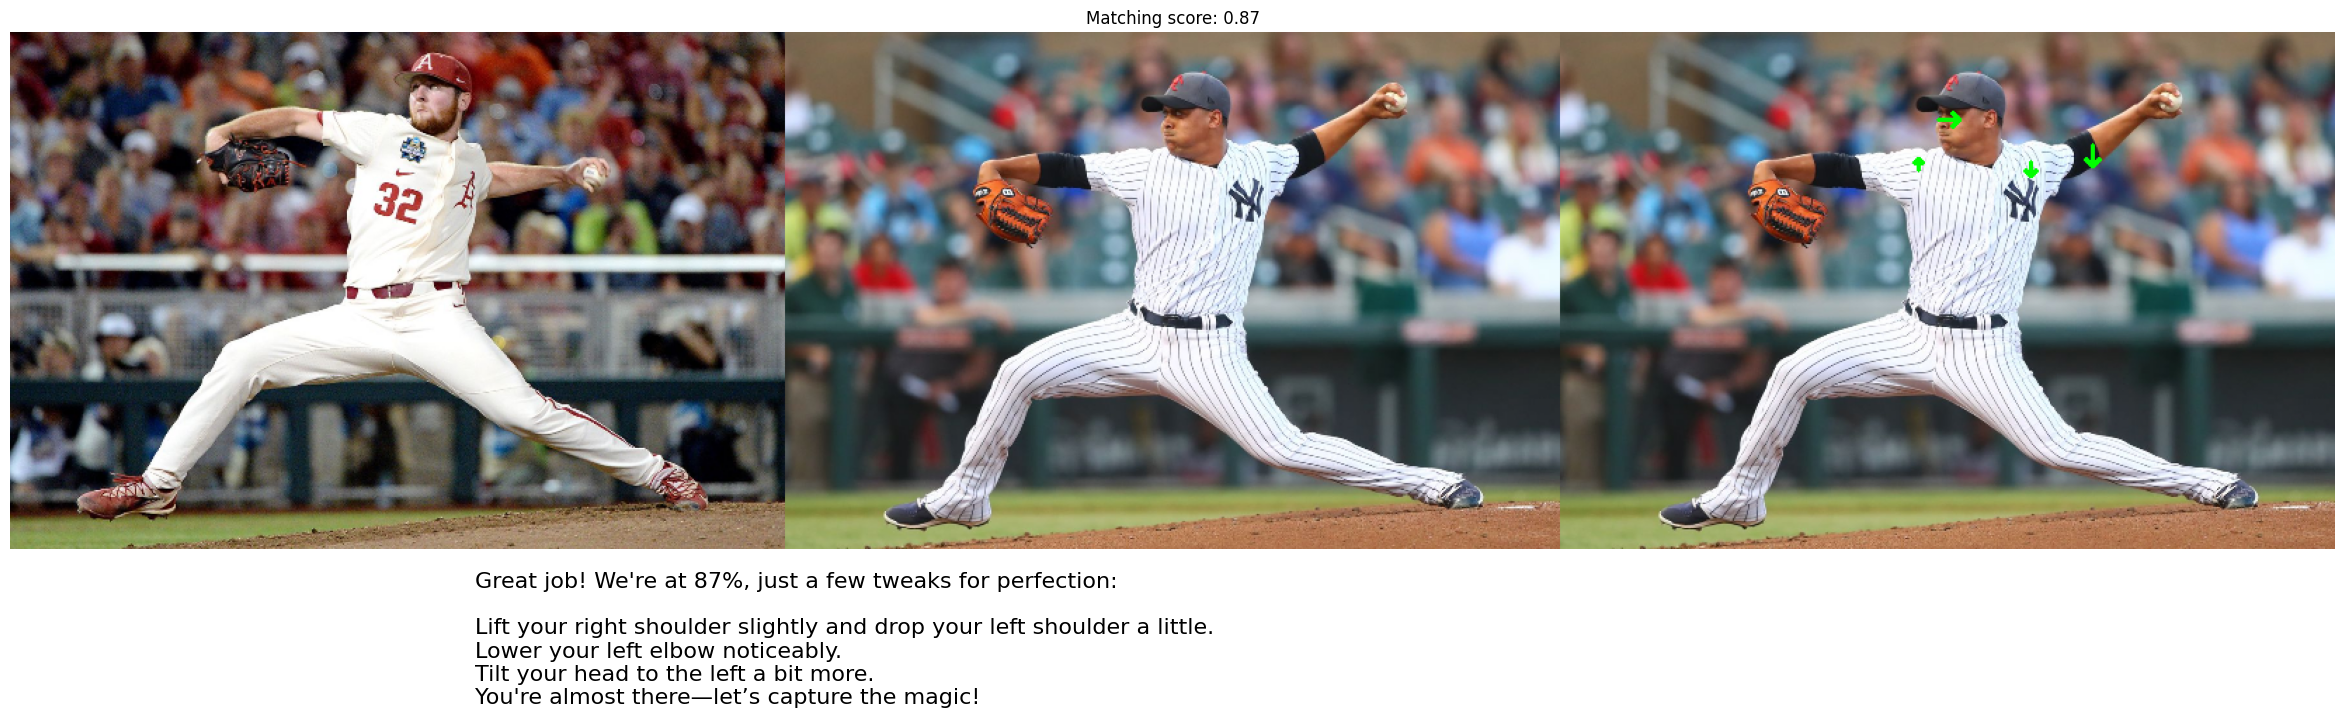 Matching score: 0.87
A
32
A
NY
NY
Great job! We're at 87%, just a few tweaks for perfection:
Lift your right shoulder slightly and drop your left shoulder a little.
Lower your left elbow noticeably.
Tilt your head to the left a bit more.
You're almost there—let’s capture the magic!